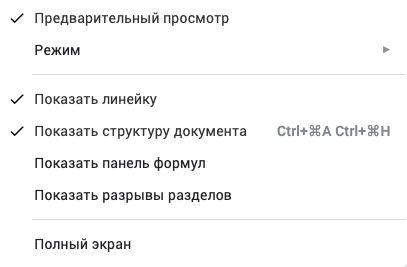 Предварительный просмотр
Режим
Показать линейку
Показать структуру документа Ctrl+⌘A Ctrl+⌘H
Показать панель формул
Показать разрывы разделов
Полный экран